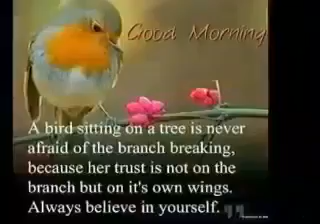 Good Morning
A bird sitting on a tree is never
afraid of the branch breaking,
because her trust is not on the
branch but on it's own wings.
Always believe in yourself.